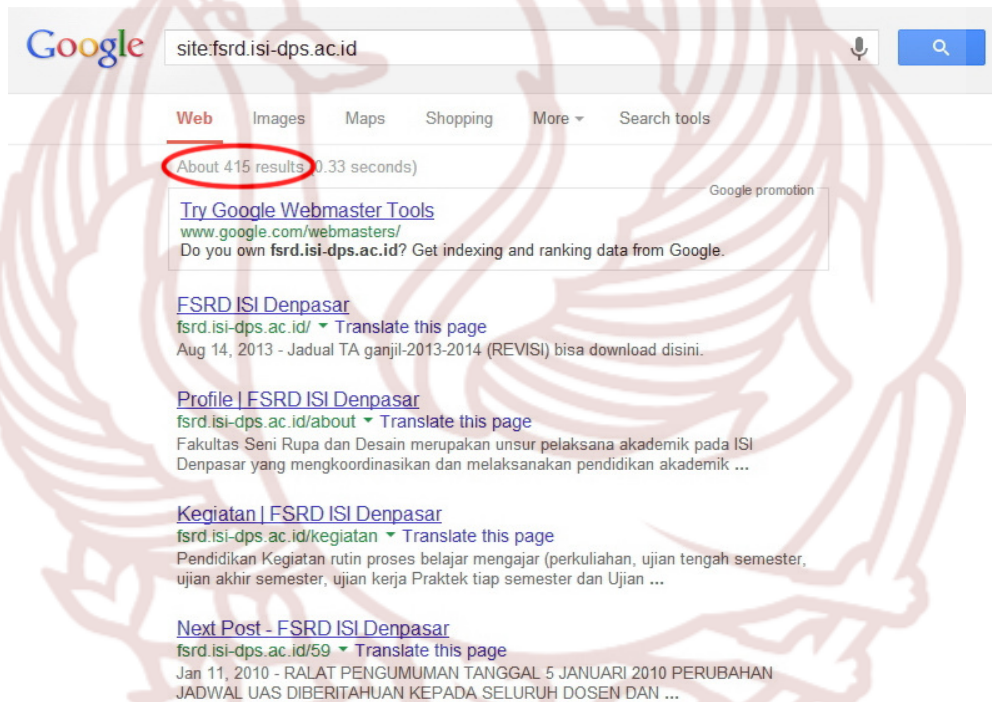 Google
site:fsrd.isi-dps.ac.id
Web Images Maps Shopping More Search tools
About 415 results (0.33 seconds)
Google promotion
Try Google Webmaster Tools
www.google.com/webmasters/
Do you own fsrd.isi-dps.ac.id? Get indexing and ranking data from Google.
FSRD ISI Denpasar
fsrd.isi-dps.ac.id/ Translate this page
Aug 14, 2013 - Jadual TA ganjil-2013-2014 (REVISI) bisa download disini.
Profile | FSRD ISI Denpasar
fsrd.isi-dps.ac.id/about Translate this page
Fakultas Seni Rupa dan Desain merupakan unsur pelaksana akademik pada ISI
Denpasar yang mengkoordinasikan dan melaksanakan pendidikan akademik ...
Kegiatan | FSRD ISI Denpasar
fsrd.isi-dps.ac.id/kegiatan Translate this page
Pendidikan Kegiatan rutin proses belajar mengajar (perkuliahan, ujian tengah semester,
ujian akhir semester, ujian kerja Praktek tiap semester dan Ujian ...
Next Post - FSRD ISI Denpasar
fsrd.isi-dps.ac.id/59 Translate this page
Jan 11, 2010 - RALAT PENGUMUMAN TANGGAL 5 JANUARI 2010 PERUBAHAN
JADWAL UAS DIBERITAHUAN KEPADA SELURUH DOSEN DAN ...